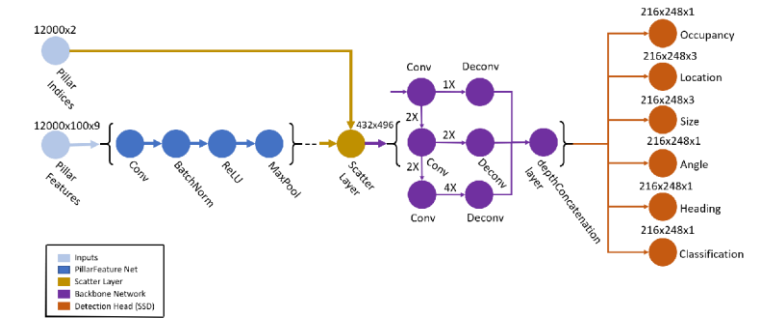 12000x2
Pillar
Indices
12000x100x9
Pillar
Features
Conv
BatchNorm
ReLU
MaxPool
432x496
Scatter
Layer
Conv
Deconv
1X
2X
2X
Conv
Deconv
2X
4X
Conv
Deconv
depthConcatenation
layer
216x248x1
Occupancy
216x248x3
Location
216x248x3
Size
216x248x1
Angle
216x248x1
Heading
216x248x1
Classification
Inputs
PillarFeature Net
Scatter Layer
Backbone Network
Detection Head (SSD)